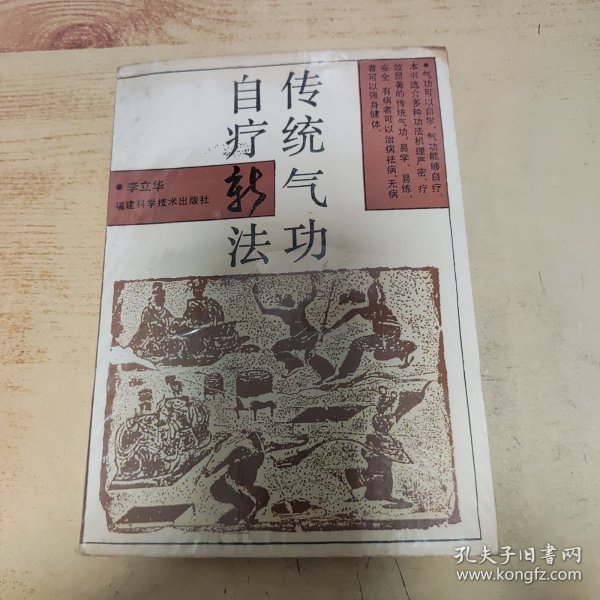 传统气功
自疗新法
●气功可以自学,气功能够自疗。
本书选介多种功法机理严密、疗
效显著的传统气功,易学、易练、
安全,有病者可以治病祛病,无病
者可以强身健体。
●李立华
福建科学技术出版社
孔夫子旧书网
www.kongfz.com